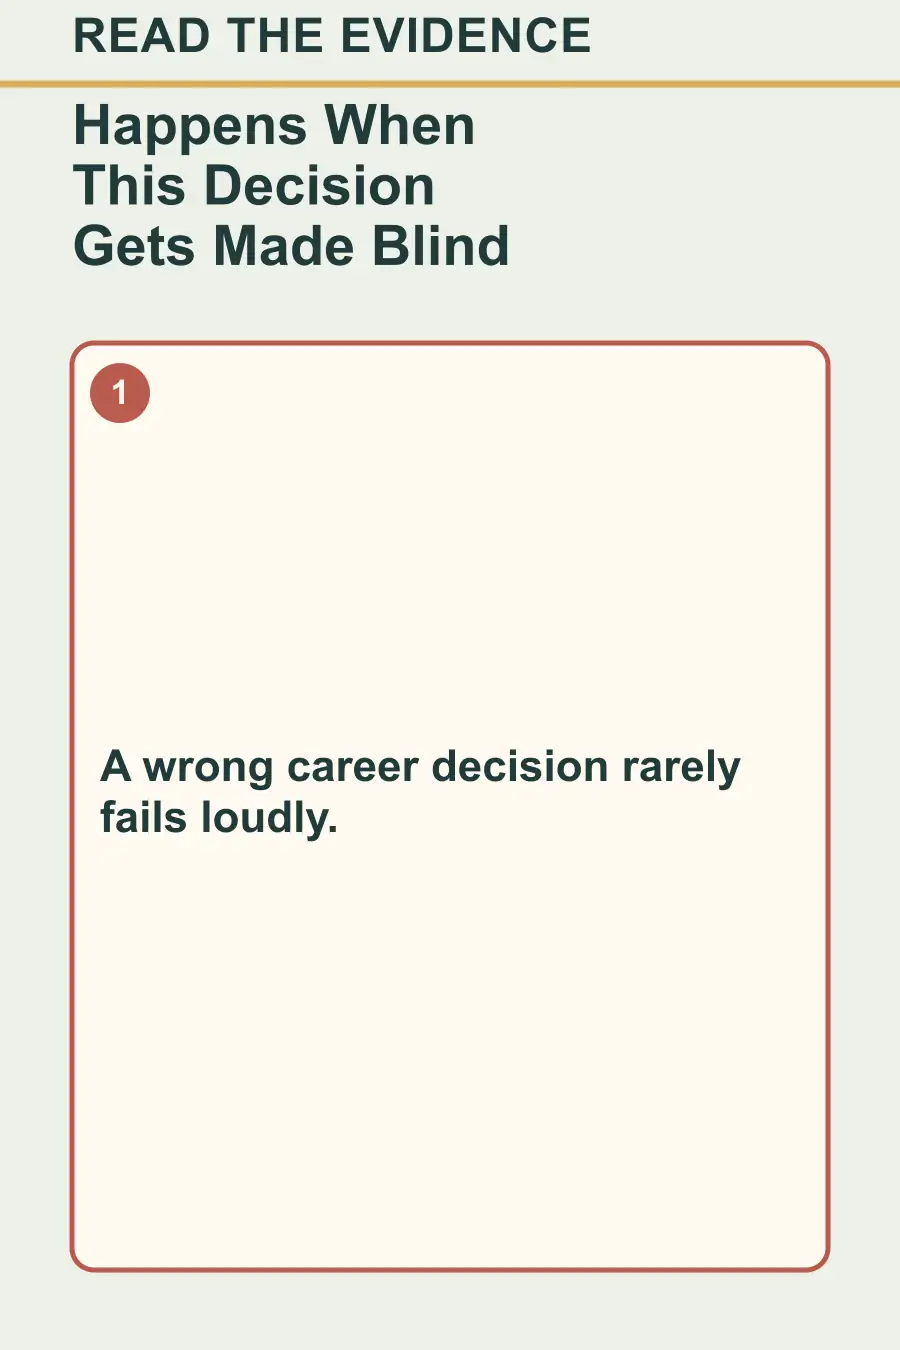 READ THE EVIDENCE
Happens When
This Decision
Gets Made Blind
1
A wrong career decision rarely
fails loudly.